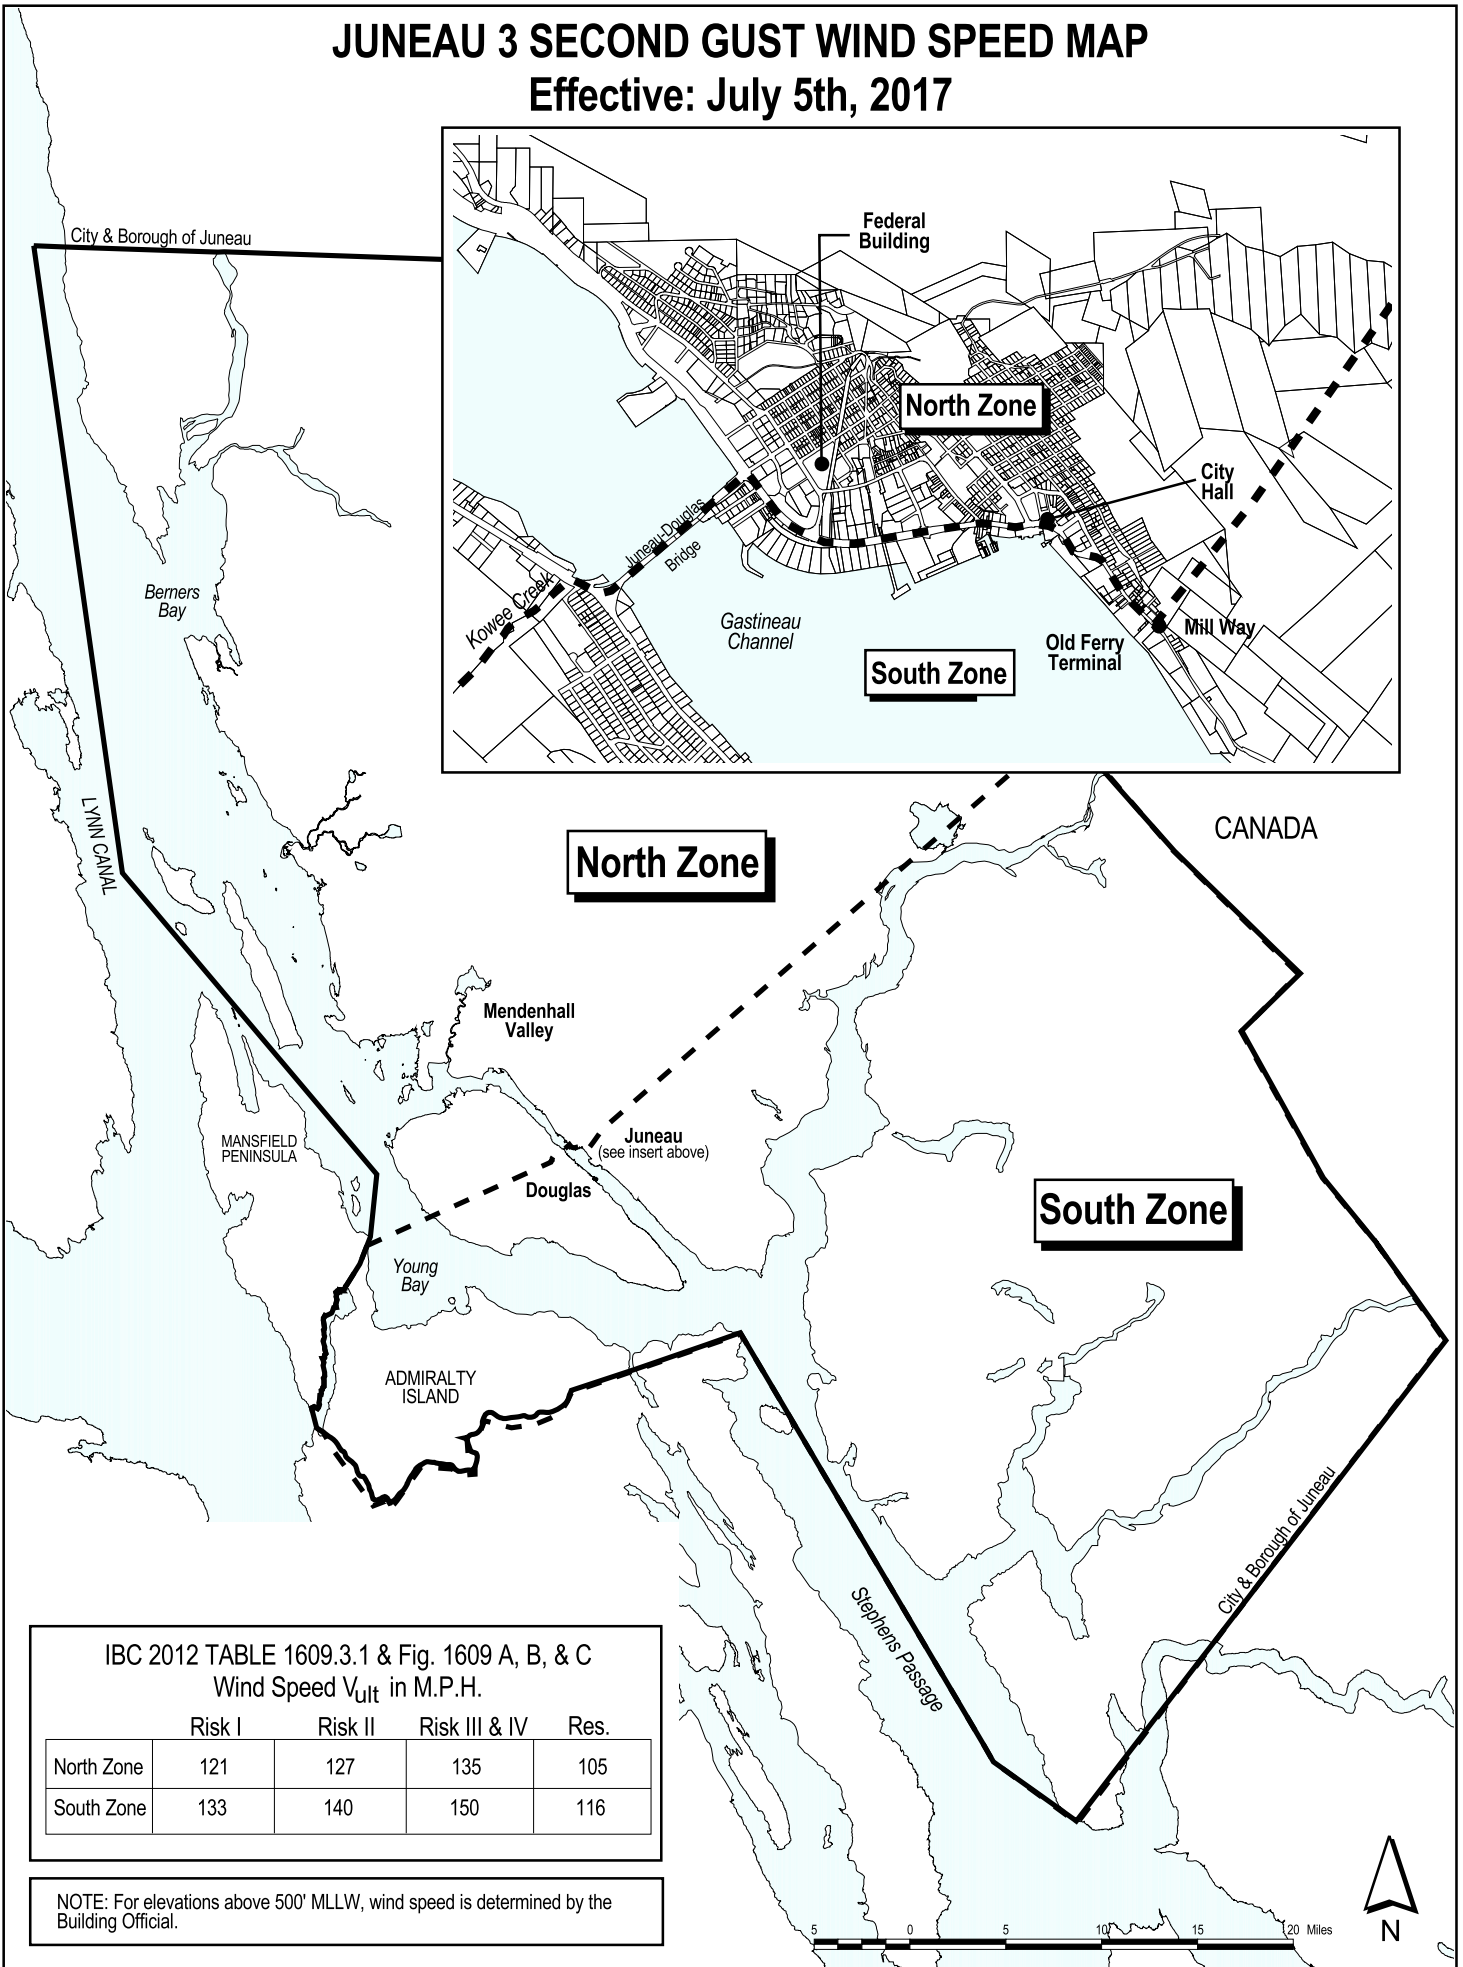 JUNEAU 3 SECOND GUST WIND SPEED MAP
Effective: July 5th, 2017
City & Borough of Juneau
Federal
Building
North Zone
City
Hall
Juneau-Douglas
Bridge
Kowee Creek
Gastineau
Channel
Mill Way
Old Ferry
Terminal
South Zone
Berners
Bay
LYNN CANAL
CANADA
North Zone
Mendenhall
Valley
MANSFIELD
PENINSULA
Juneau
(see insert above)
Douglas
South Zone
Young
Bay
ADMIRALTY
ISLAND
City & Borough of Juneau
Stephens Passage
IBC 2012 TABLE 1609.3.1 & Fig. 1609 A, B, & C
Wind Speed Vult in M.P.H.
Risk I Risk II Risk III & IV Res.
North Zone 121 127 135 105
South Zone 133 140 150 116
NOTE: For elevations above 500' MLLW, wind speed is determined by the
Building Official.
5 0 5 10 15 20 Miles
N